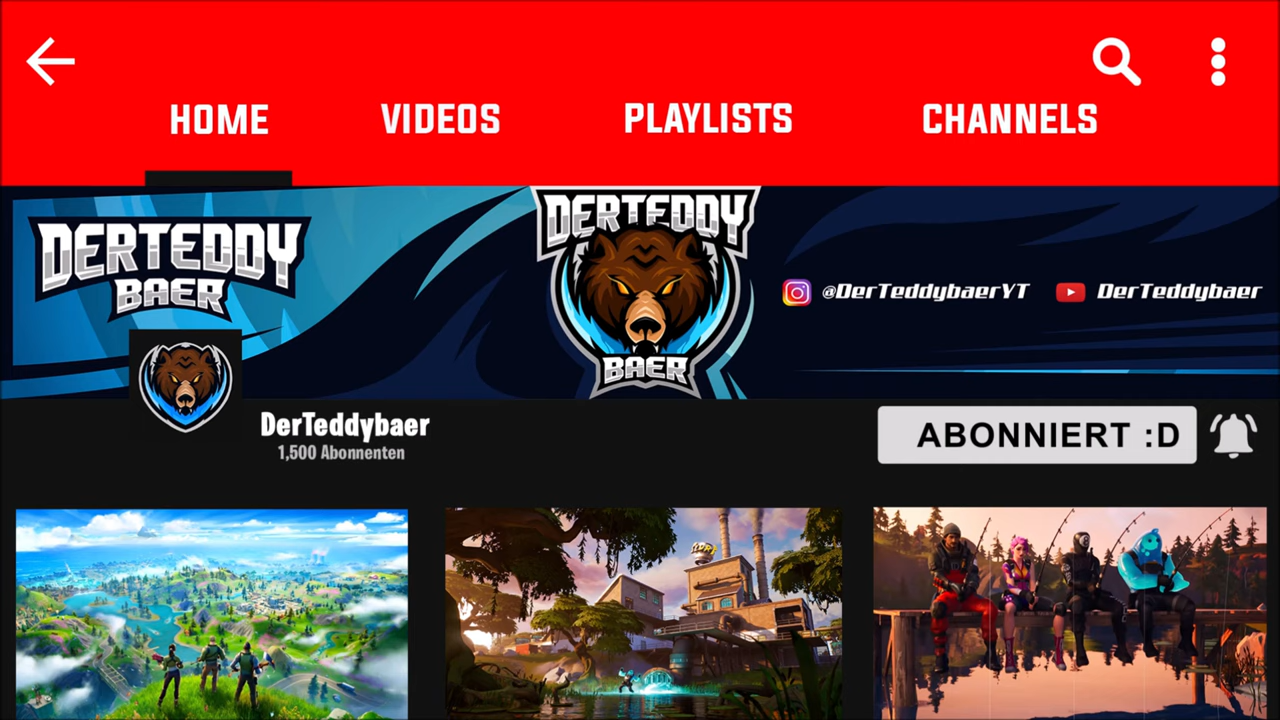 HOME
VIDEOS
PLAYLISTS
CHANNELS
DERTEDDY
BAER
DERTEDDY
BAER
@DerTeddybaerYT
DerTeddybaer
DerTeddybaer
1,500 Abonnenten
ABONNIERT :D